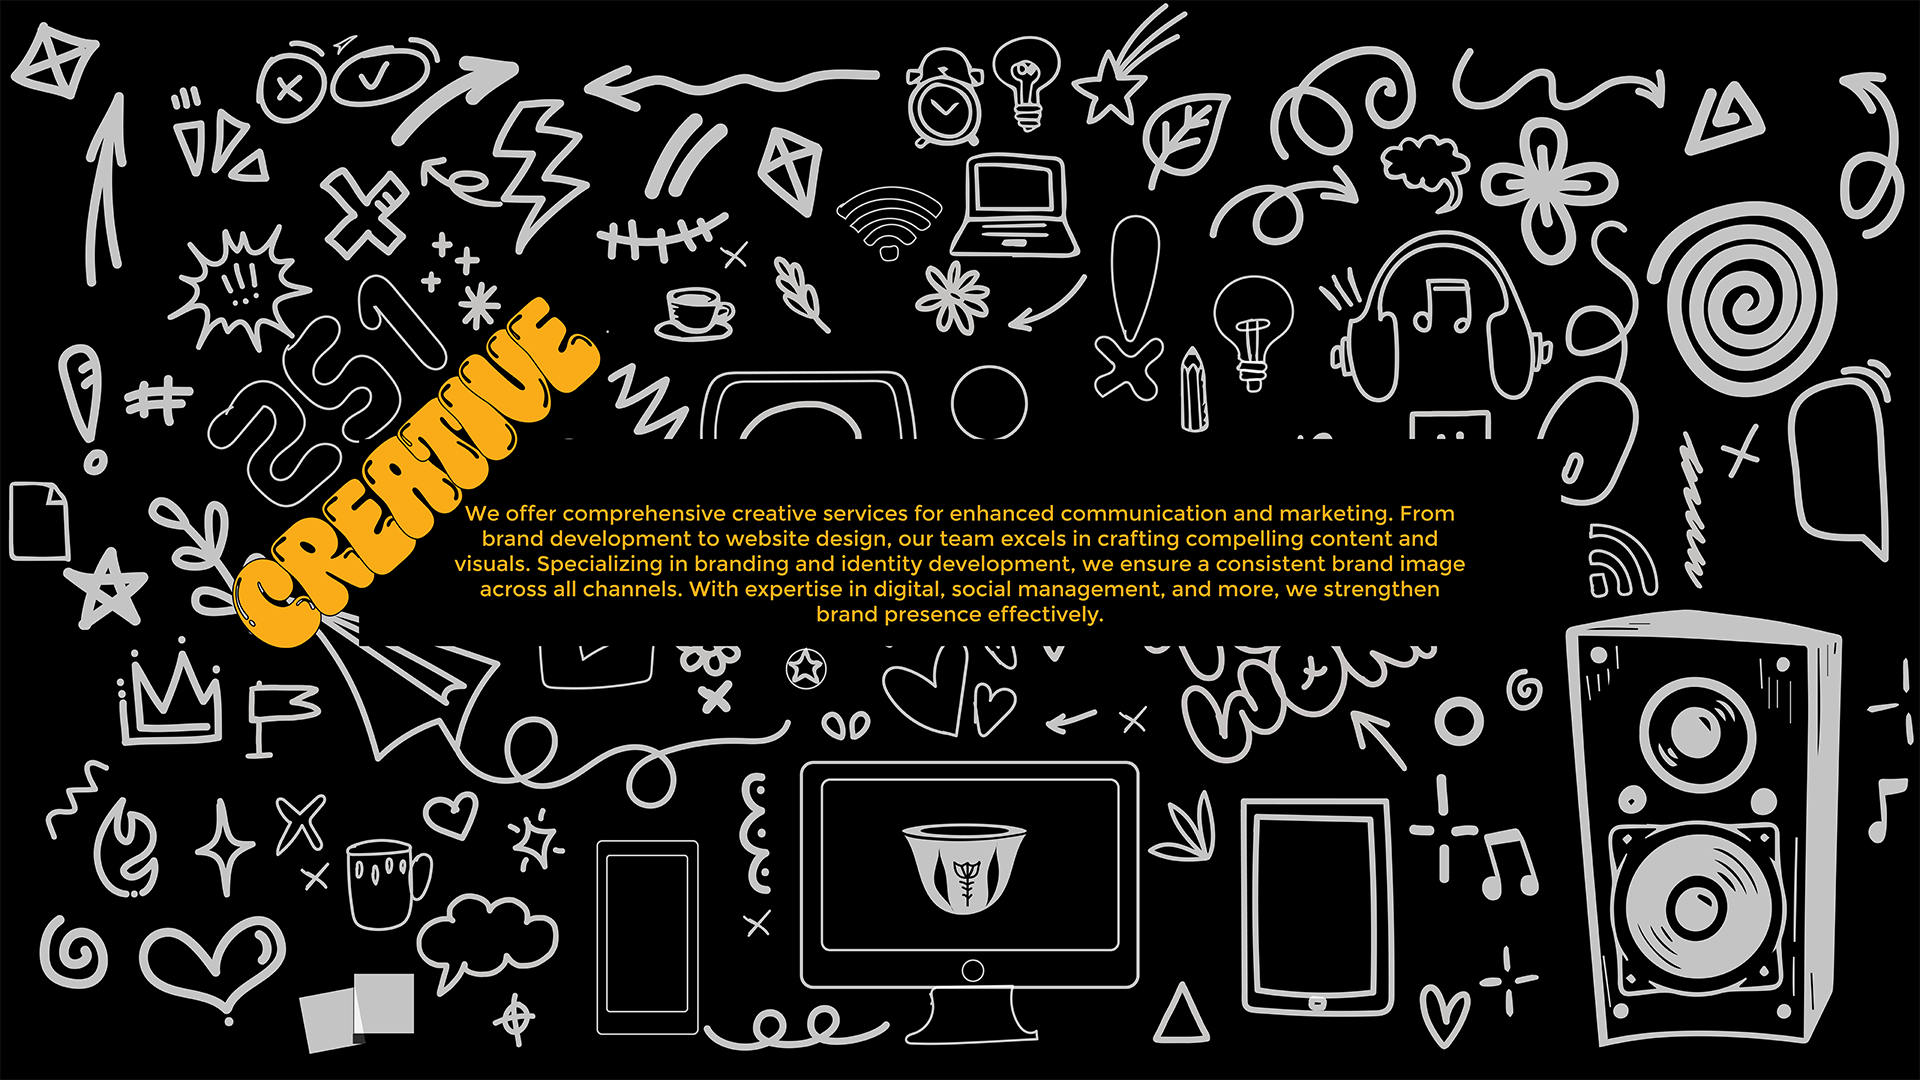 251
CREATIVE
We offer comprehensive creative services for enhanced communication and marketing. From
brand development to website design, our team excels in crafting compelling content and
visuals. Specializing in branding and identity development, we ensure a consistent brand image
across all channels. With expertise in digital, social management, and more, we strengthen
brand presence effectively.